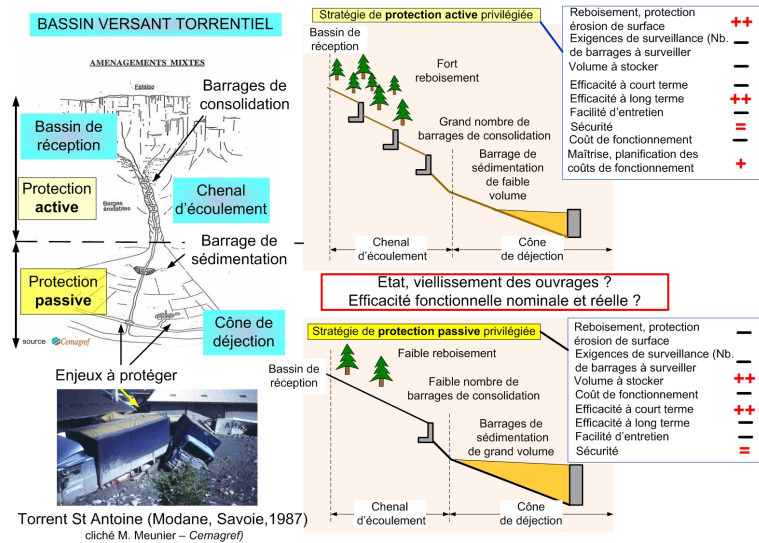 BASSIN VERSANT TORRENTIEL
AMENAGEMENTS MIXTES
Falaise
Barrages de
consolidation
Bassin de
réception
Protection
active
Berges
érodables
Chenal
d'écoulement
Barrage de
sédimentation
Protection
passive
Cône de
déjection
source Cemagref
Enjeux à protéger
Torrent St Antoine (Modane, Savoie,1987)
cliché M. Meunier – Cemagref)
Stratégie de protection active privilégiée
Bassin de
réception
Fort
reboisement
Grand nombre de
barrages de consolidation
Barrage de
sédimentation
de faible
volume
Chenal
d'écoulement
Cône
de déjection
Reboisement, protection
érosion de surface ++
Exigences de surveillance (Nb.
de barrages à surveiller –
Volume à stocker –
Efficacité à court terme –
Efficacité à long terme ++
Facilité d'entretien –
Sécurité =
Coût de fonctionnement –
Maîtrise, planification des
coûts de fonctionnement +
Etat, viellissement des ouvrages ?
Efficacité fonctionnelle nominale et réelle ?
Stratégie de protection passive privilégiée
Faible reboisement
Bassin de
réception
Faible nombre de
barrages de consolidation
Barrages de
sédimentation
de grand volume
Chenal
d'écoulement
Cône
de déjection
Reboisement, protection
érosion de surface –
Exigences de surveillance (Nb.
de barrages à surveiller –
Volume à stocker ++
Coût de fonctionnement –
Efficacité à court terme ++
Efficacité à long terme –
Facilité d'entretien –
Sécurité =